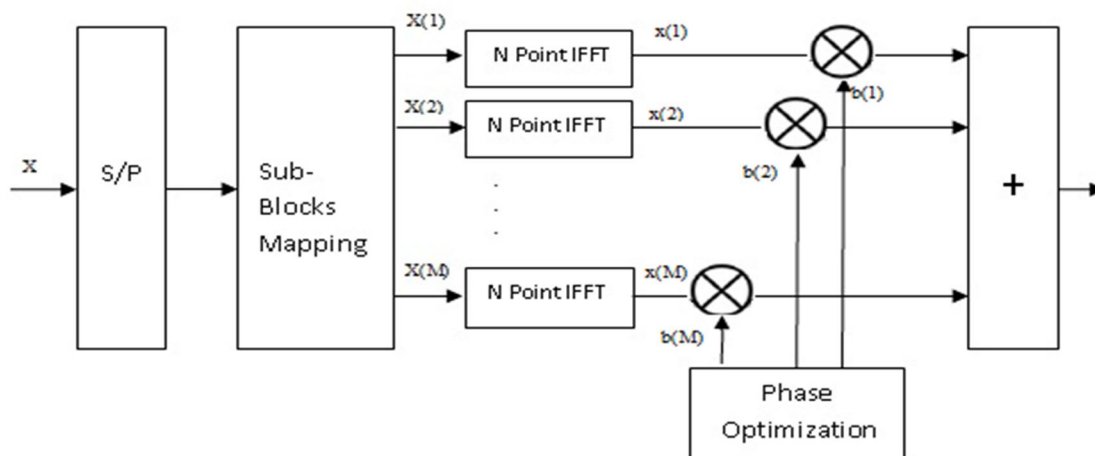 X
S/P
Sub-
Blocks
Mapping
X(1)
N Point IFFT
x(1)
b(1)
X(2)
N Point IFFT
x(2)
b(2)
X(M)
N Point IFFT
x(M)
b(M)
Phase
Optimization
+